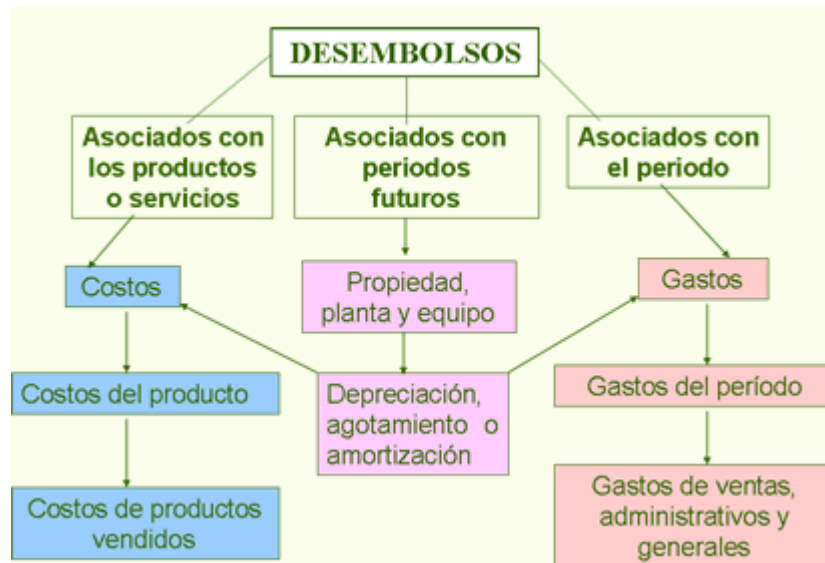 DESEMBOLSOS
Asociados con
los productos
o servicios
Asociados con
periodos
futuros
Asociados con
el periodo
Costos
Propiedad,
planta y equipo
Gastos
Costos del producto
Depreciación,
agotamiento o
amortización
Gastos del período
Costos de productos
vendidos
Gastos de ventas,
administrativos y
generales